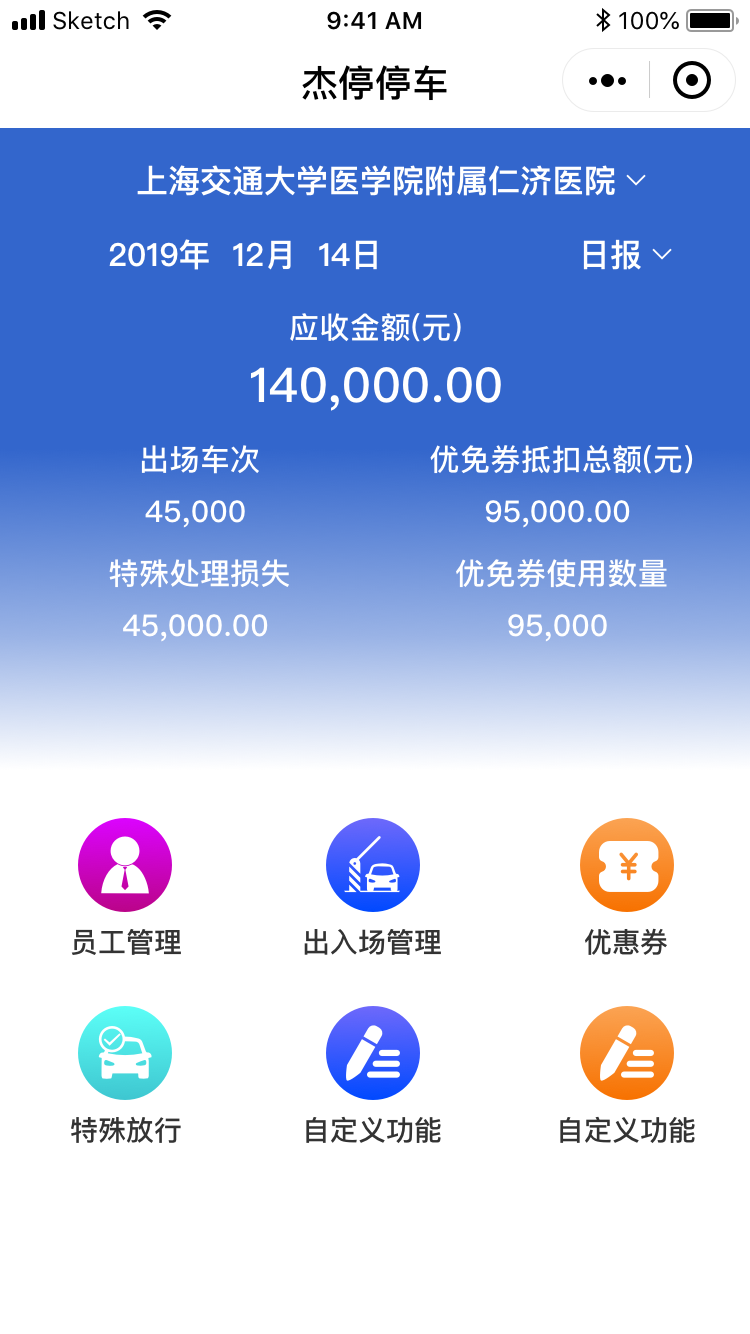 Sketch 9:41 AM 100%
杰停停车
上海交通大学医学院附属仁济医院
2019年 12月 14日 日报
应收金额(元)
140,000.00
出场车次 优免券抵扣总额(元)
45,000 95,000.00
特殊处理损失 优免券使用数量
45,000.00 95,000
¥
员工管理 出入场管理 优惠券
特殊放行 自定义功能 自定义功能